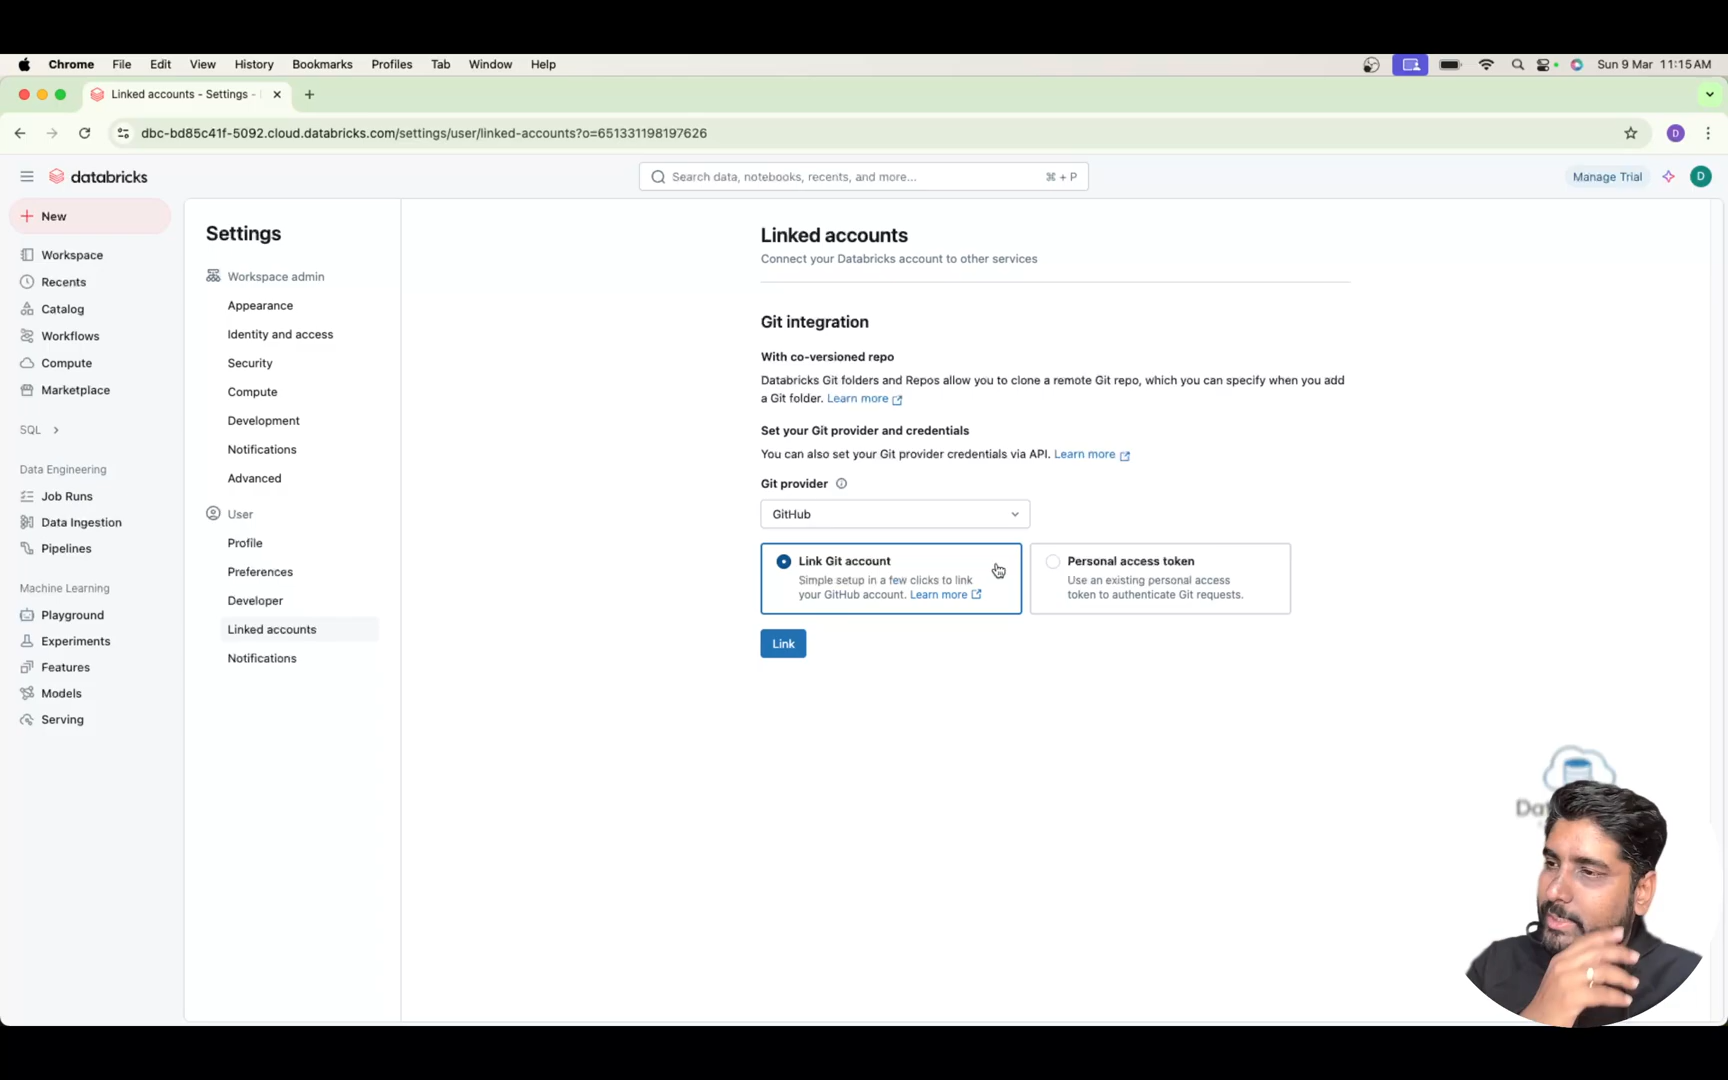 Chrome File Edit View History Bookmarks Profiles Tab Window Help Sun 9 Mar 11:15 AM
Linked accounts - Settings -
dbc-bd85c41f-5092.cloud.databricks.com/settings/user/linked-accounts?o=651331198197626
D
databricks
Search data, notebooks, recents, and more...
⌘ + P
Manage Trial
D
New
Workspace
Recents
Catalog
Workflows
Compute
Marketplace
SQL
Data Engineering
Job Runs
Data Ingestion
Pipelines
Machine Learning
Playground
Experiments
Features
Models
Serving
Settings
Workspace admin
Appearance
Identity and access
Security
Compute
Development
Notifications
Advanced
User
Profile
Preferences
Developer
Linked accounts
Notifications
Linked accounts
Connect your Databricks account to other services
Git integration
With co-versioned repo
Databricks Git folders and Repos allow you to clone a remote Git repo, which you can specify when you add
a Git folder. Learn more
Set your Git provider and credentials
You can also set your Git provider credentials via API. Learn more
Git provider
GitHub
Link Git account
Simple setup in a few clicks to link
your GitHub account. Learn more
Personal access token
Use an existing personal access
token to authenticate Git requests.
Link